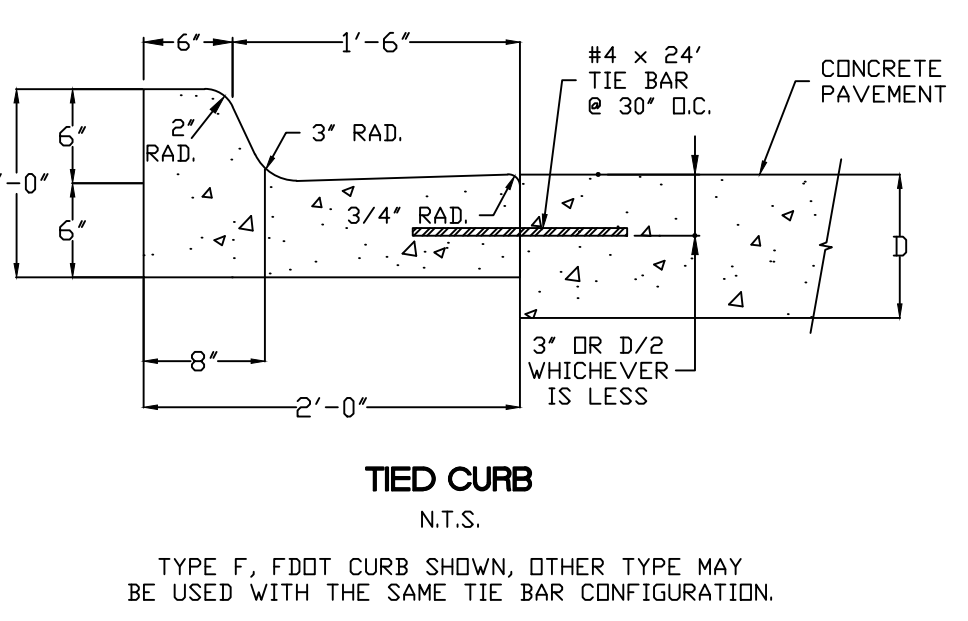 6"
1'-6"
#4 x 24'
TIE BAR
@ 30" O.C.
CONCRETE
PAVEMENT
6"
2"
RAD.
3" RAD.
'-0"
6"
3/4" RAD.
D
8"
3" OR D/2
WHICHEVER
IS LESS
2'-0"
TIED CURB
N.T.S.
TYPE F, FDOT CURB SHOWN, OTHER TYPE MAY
BE USED WITH THE SAME TIE BAR CONFIGURATION.